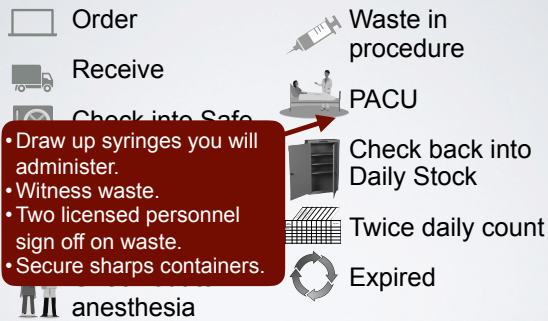 Order
Receive
Check into Safe
• Draw up syringes you will
administer.
• Witness waste.
• Two licensed personnel
sign off on waste.
• Secure sharps containers.
anesthesia
Waste in
procedure
PACU
Check back into
Daily Stock
Twice daily count
Expired